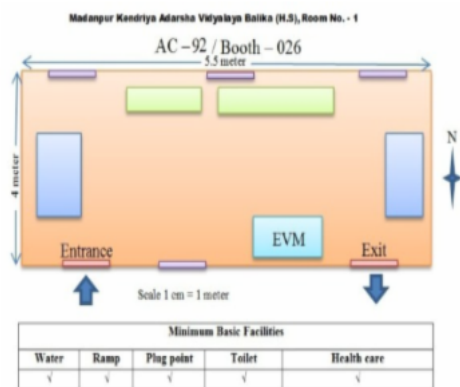 Madanpur Kendriya Adarsha Vidyalaya Balika (H.S), Room No. - 1
AC -92 / Booth – 026
5.5 meter
4 meter
N
EVM
Entrance
Exit
Scale 1 cm = 1 meter
Minimum Basic Facilities
Water Ramp Plug point Toilet Health care
√ √ √ √ √